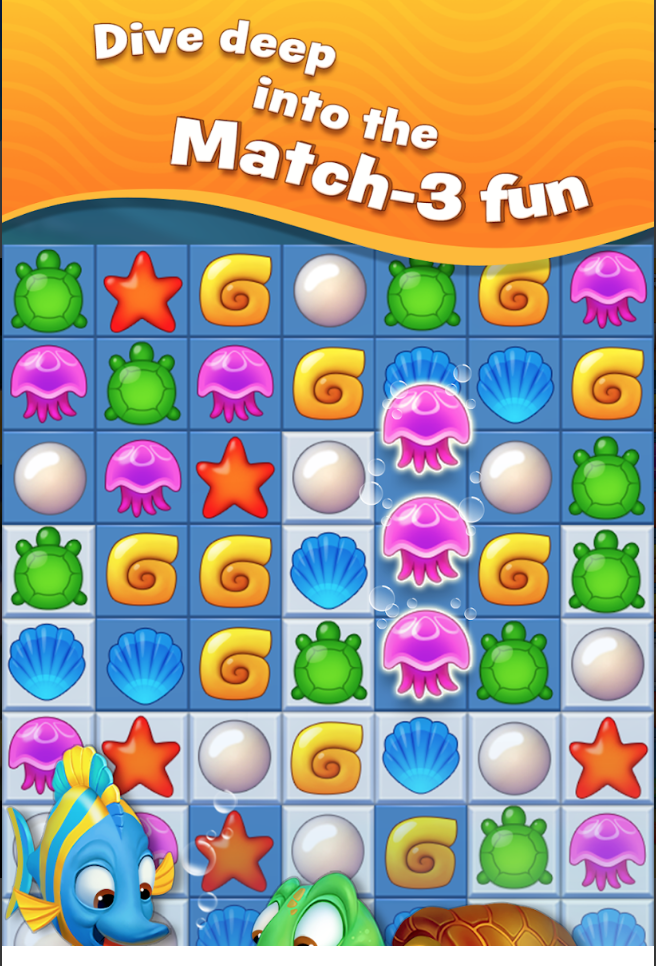 Dive deep
into the
Match-3 fun